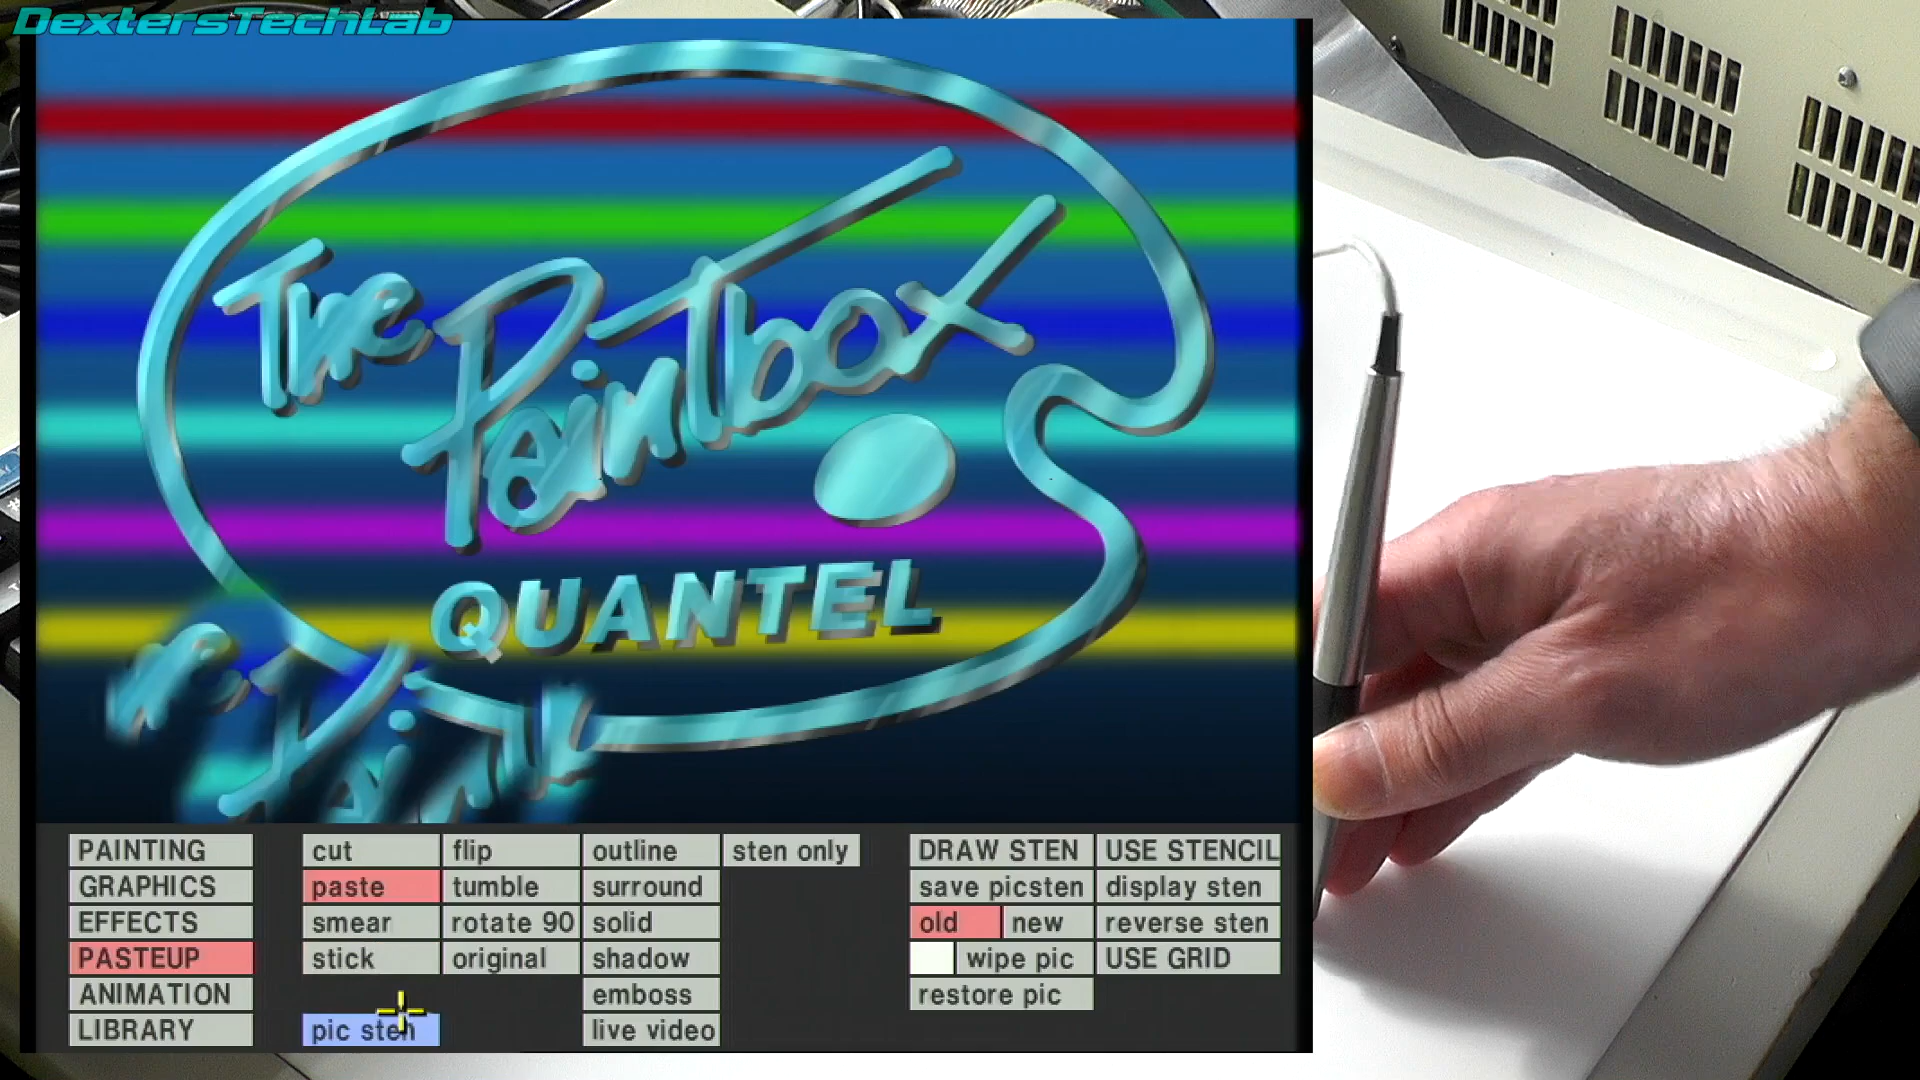 DextersTechLab
The Paintbox
QUANTEL
he Paint
PAINTING cut flip outline sten only DRAW STEN USE STENCIL
GRAPHICS paste tumble surround save picsten display sten
EFFECTS smear rotate 90 solid old new reverse sten
PASTEUP stick original shadow wipe pic USE GRID
ANIMATION emboss restore pic
LIBRARY pic sten live video